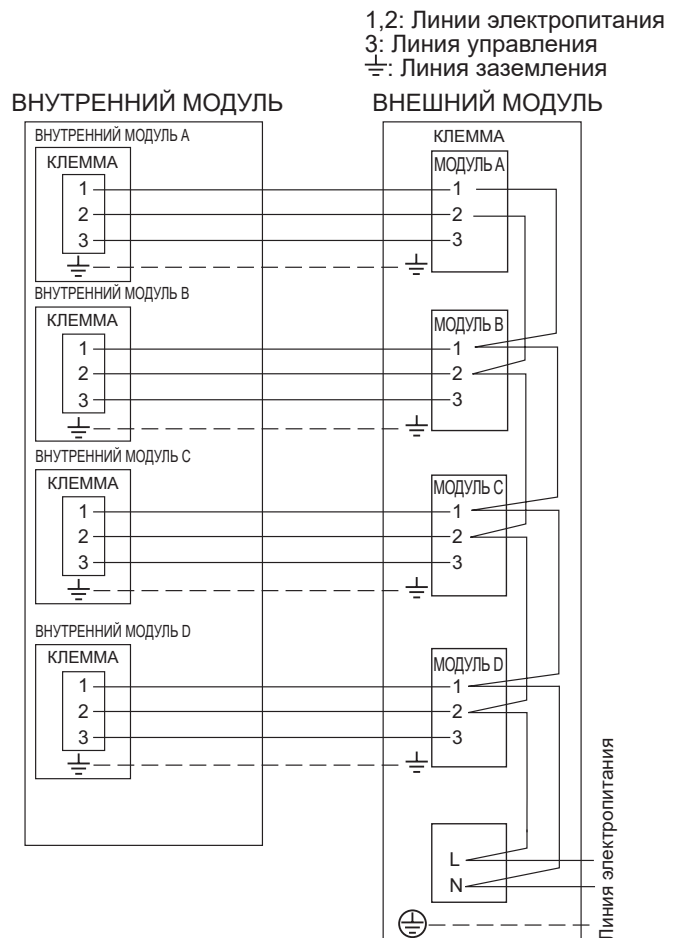 1,2: Линии электропитания
3: Линия управления
⏚: Линия заземления
ВНУТРЕННИЙ МОДУЛЬ
ВНЕШНИЙ МОДУЛЬ
ВНУТРЕННИЙ МОДУЛЬ A
КЛЕММА
1
2
3
КЛЕММА
МОДУЛЬ A
1
2
3
ВНУТРЕННИЙ МОДУЛЬ B
КЛЕММА
1
2
3
МОДУЛЬ B
1
2
3
ВНУТРЕННИЙ МОДУЛЬ C
КЛЕММА
1
2
3
МОДУЛЬ C
1
2
3
ВНУТРЕННИЙ МОДУЛЬ D
КЛЕММА
1
2
3
МОДУЛЬ D
1
2
3
L
N
Линия электропитания